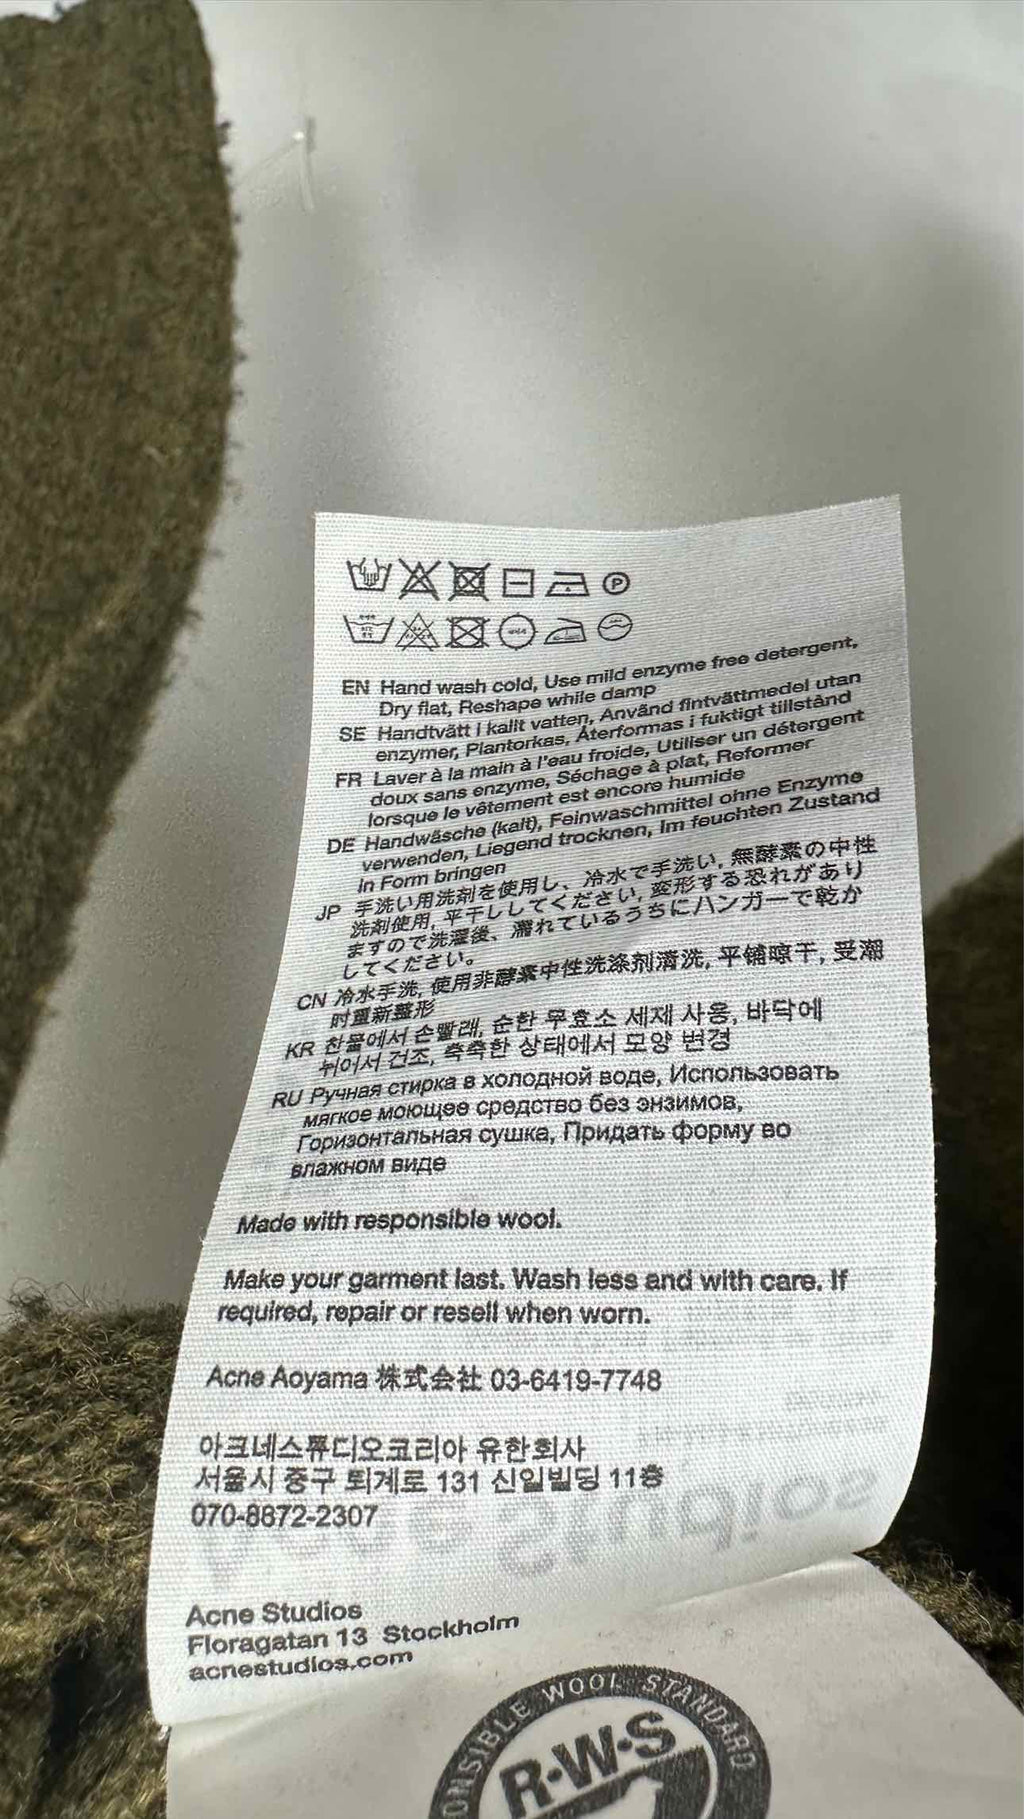 EN Hand wash cold, Use mild enzyme free detergent,
Dry flat, Reshape while damp
SE Handtvätt i kallt vatten, Använd fintvättmedel utan
enzymer, Plantorkas, Återformas i fuktigt tillstånd
FR Laver à la main à l'eau froide, Utiliser un détergent
doux sans enzyme, Séchage à plat, Reformer
lorsque le vêtement est encore humide
DE Handwäsche (kalt), Feinwaschmittel ohne Enzyme
verwenden, Liegend trocknen, Im feuchten Zustand
in Form bringen
JP 手洗い用洗剤を使用し、冷水で手洗い, 無酵素の中性
洗剤使用, 平干ししてください, 変形する恐れがあり
ますので洗濯後、濡れているうちにハンガーで乾か
してください。
CN 冷水手洗, 使用非酵素中性洗涤剂清洗, 平铺晾干, 受潮
时重新整形
KR 찬물에서 손빨래, 순한 무효소 세제 사용, 바닥에
뉘어서 건조, 축축한 상태에서 모양 변경
RU Ручная стирка в холодной воде, Использовать
мягкое моющее средство без энзимов,
Горизонтальная сушка, Придать форму во
влажном виде
Made with responsible wool.
Make your garment last. Wash less and with care. If
required, repair or resell when worn.
Acne Aoyama 株式会社 03-6419-7748
아크네스튜디오코리아 유한회사
서울시 중구 퇴계로 131 신일빌딩 11층
070-8872-2307
Acne Studios
Floragatan 13 Stockholm
acnestudios.com
WOOL STANDARD
R·W·S